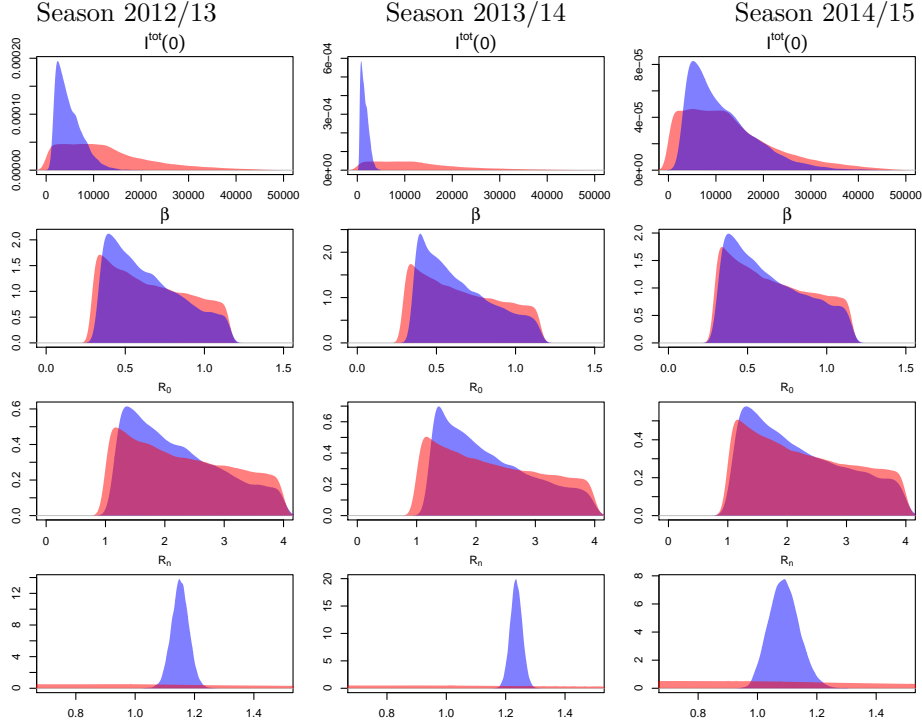 Season 2012/13 Season 2013/14 Season 2014/15
I^tot(0) I^tot(0) I^tot(0)
0.00000 0.00010 0.00020
0e+00 3e-04 6e-04
0e+00 4e-05 8e-05
0 10000 20000 30000 40000 50000
0 10000 20000 30000 40000 50000
0 10000 20000 30000 40000 50000
β β β
0.0 0.5 1.0 1.5 2.0
0.0 1.0 2.0
0.0 0.5 1.0 1.5 2.0
0.0 0.5 1.0 1.5
0.0 0.5 1.0 1.5
0.0 0.5 1.0 1.5
R₀ R₀ R₀
0.0 0.2 0.4 0.6
0.0 0.2 0.4 0.6
0.0 0.2 0.4
0 1 2 3 4
0 1 2 3 4
0 1 2 3 4
Rₙ Rₙ Rₙ
0 4 8 12
0 5 10 15 20
0 2 4 6 8
0.8 1.0 1.2 1.4
0.8 1.0 1.2 1.4
0.8 1.0 1.2 1.4